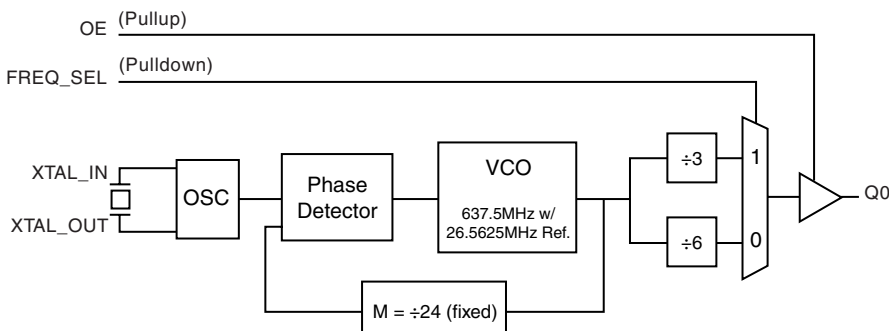 OE (Pullup)
FREQ_SEL (Pulldown)
XTAL_IN
XTAL_OUT
OSC
Phase
Detector
VCO
637.5MHz w/
26.5625MHz Ref.
÷3
÷6
1
0
Q0
M = ÷24 (fixed)